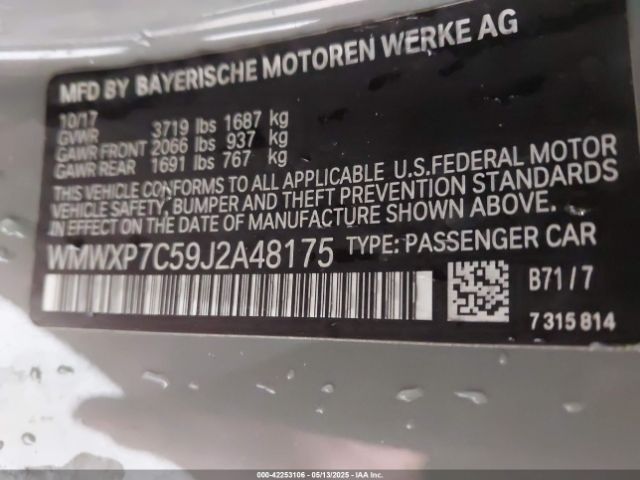 MFD BY BAYERISCHE MOTOREN WERKE AG
10/17
GVWR 3719 lbs 1687 kg
GAWR FRONT 2066 lbs 937 kg
GAWR REAR 1691 lbs 767 kg
THIS VEHICLE CONFORMS TO ALL APPLICABLE U.S.FEDERAL MOTOR
VEHICLE SAFETY, BUMPER AND THEFT PREVENTION STANDARDS
IN EFFECT ON THE DATE OF MANUFACTURE SHOWN ABOVE.
WMWXP7C59J2A48175 TYPE: PASSENGER CAR
B71/7
7 315 814
000-42253106 - 05/13/2025 - IAA, Inc.